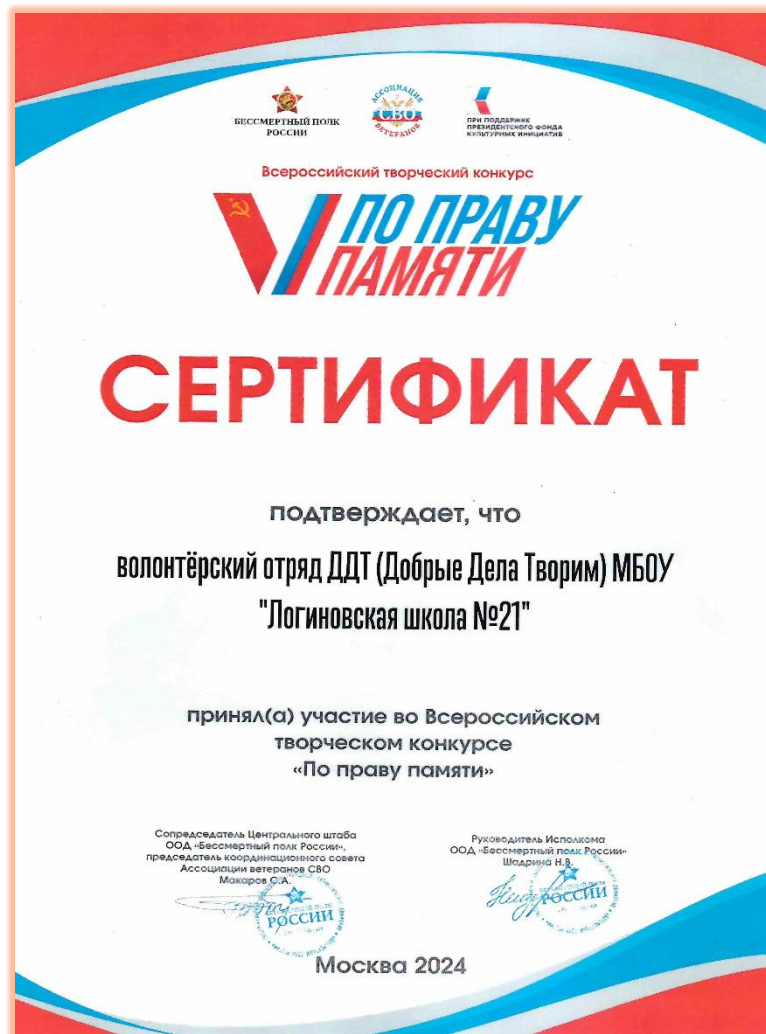 БЕССМЕРТНЫЙ ПОЛК
РОССИИ
АССОЦИАЦИЯ
СВО
ВЕТЕРАНОВ
ПРИ ПОДДЕРЖКЕ
ПРЕЗИДЕНТСКОГО ФОНДА
КУЛЬТУРНЫХ ИНИЦИАТИВ
Всероссийский творческий конкурс
ПО ПРАВУ
ПАМЯТИ
СЕРТИФИКАТ
подтверждает, что
волонтёрский отряд ДДТ (Добрые Дела Творим) МБОУ
"Логиновская школа №21"
принял(а) участие во Всероссийском
творческом конкурсе
«По праву памяти»
Сопредседатель Центрального штаба
ООД «Бессмертный полк России»,
председатель координационного совета
Ассоциации ветеранов СВО
Макаров С.А.
РОССИИ
Руководитель Исполкома
ООД «Бессмертный полк России»
Шадрина Н.В.
РОССИИ
Москва 2024